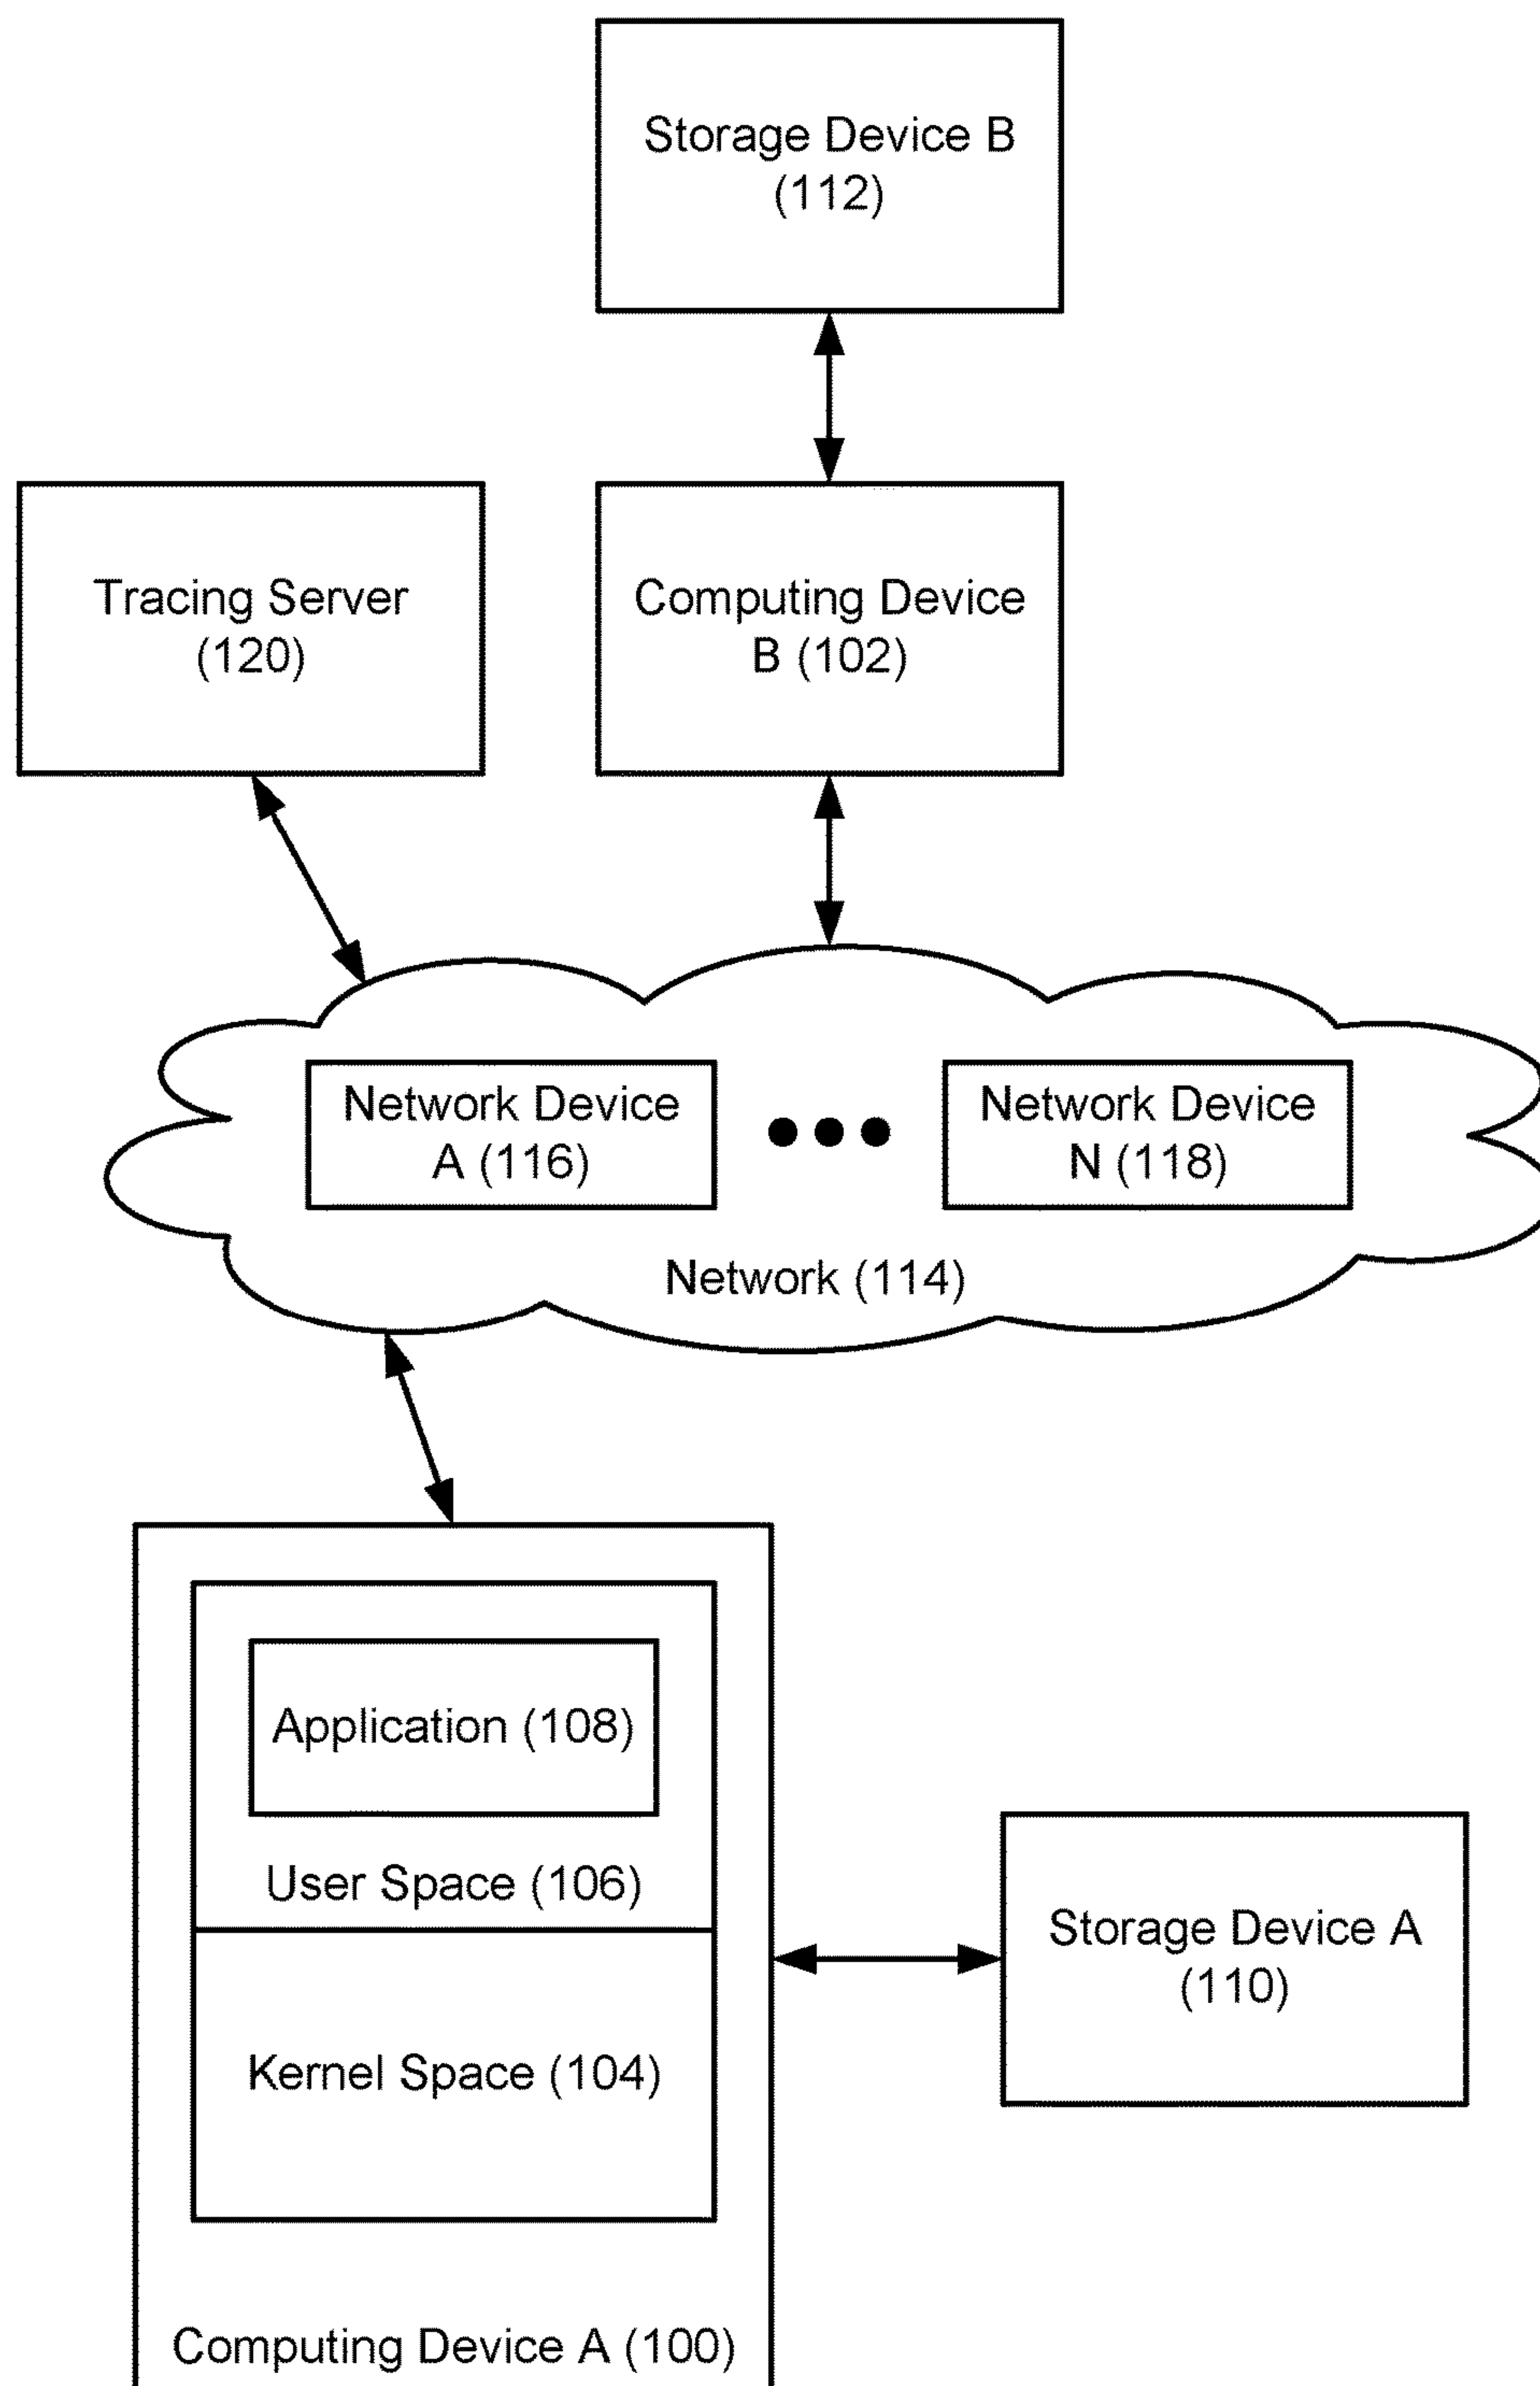 Storage Device B
(112)
Tracing Server
(120)
Computing Device
B (102)
Network Device
A (116)
Network Device
N (118)
Network (114)
Application (108)
User Space (106)
Kernel Space (104)
Storage Device A
(110)
Computing Device A (100)